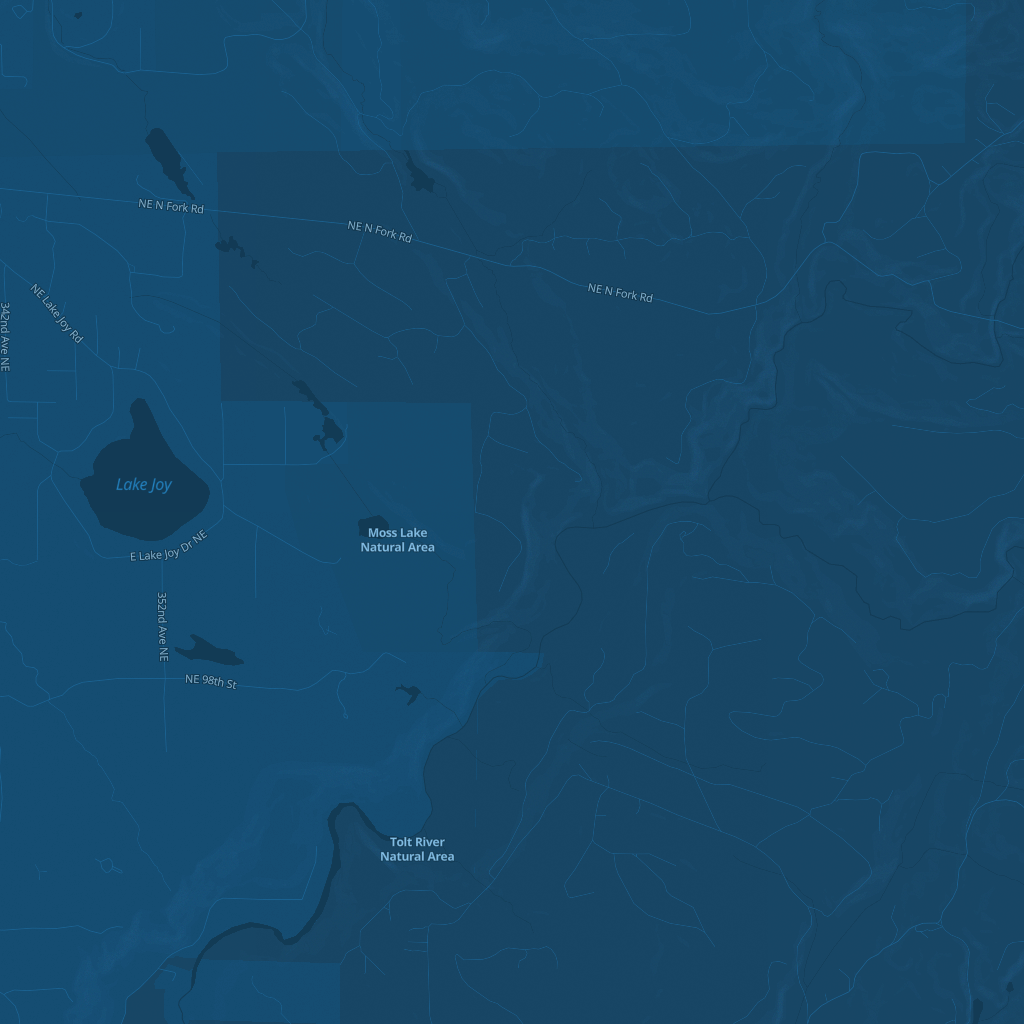 NE N Fork Rd
NE N Fork Rd
NE N Fork Rd
NE Lake Joy Rd
342nd Ave NE
Lake Joy
Moss Lake
Natural Area
E Lake Joy Dr NE
352nd Ave NE
NE 98th St
Tolt River
Natural Area